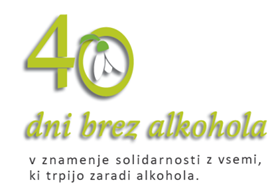 40
dni brez alkohola
v znamenje solidarnosti z vsemi,
ki trpijo zaradi alkohola.